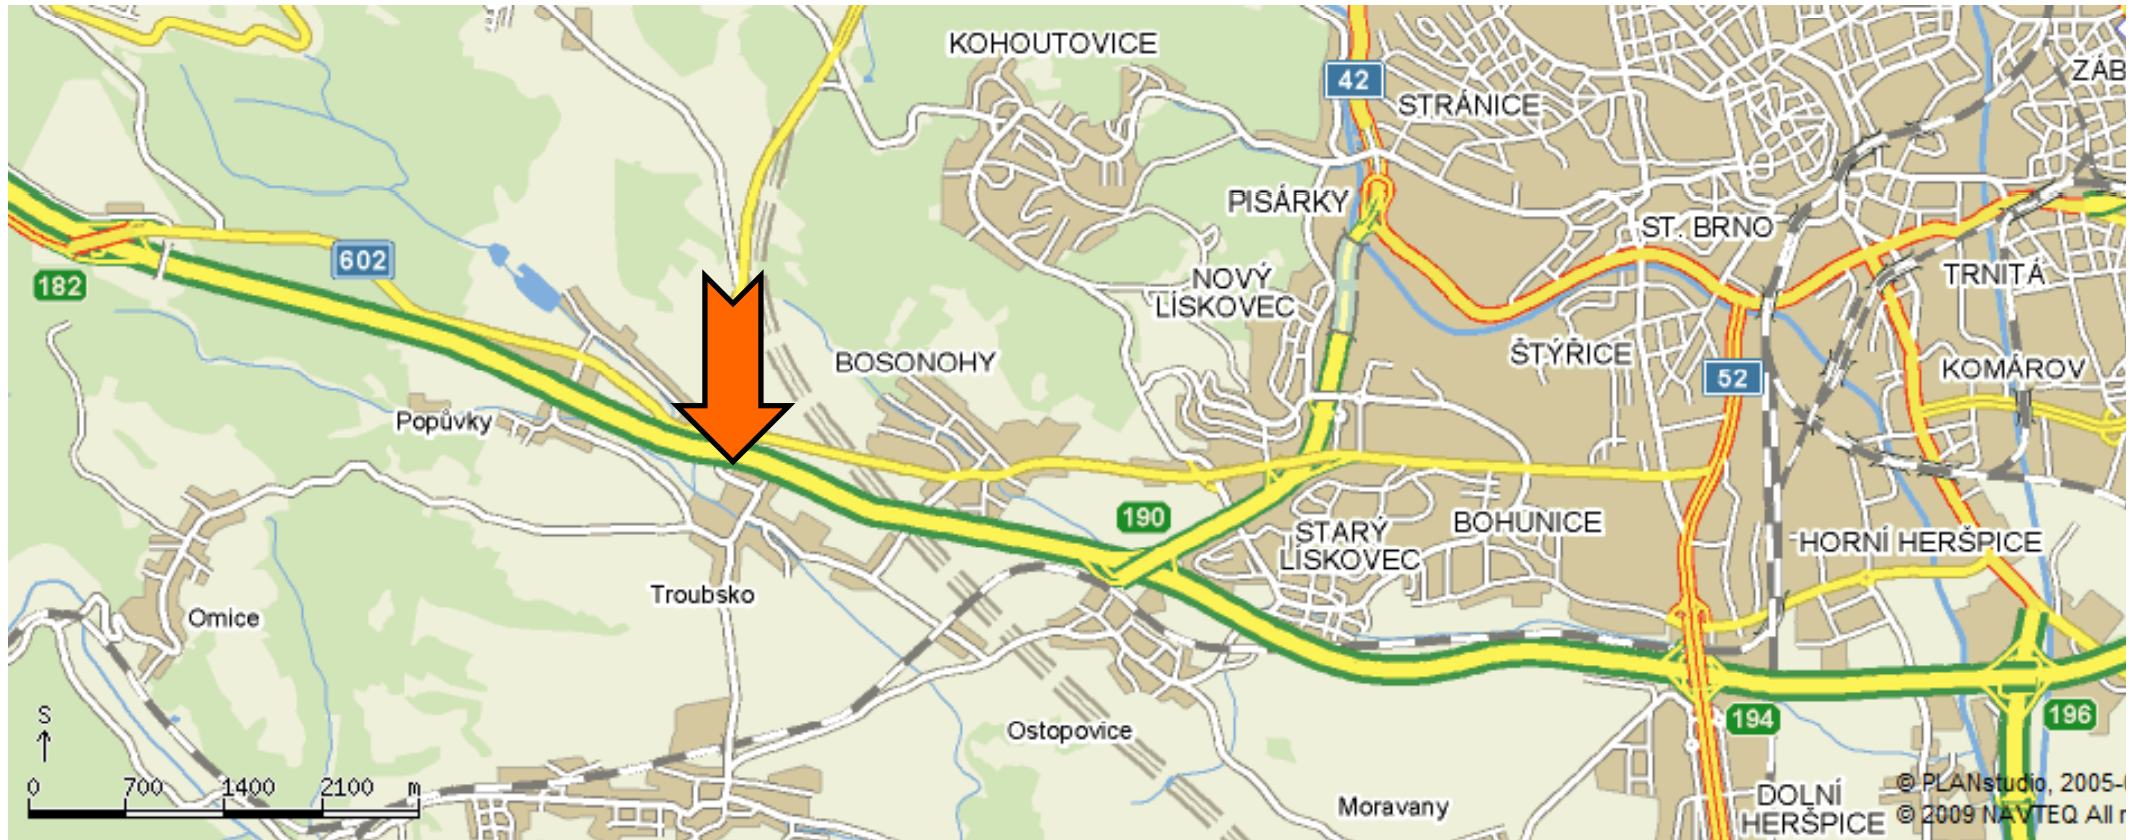 KOHOUTOVICE
42
STRÁNICE
ZÁB
PISÁRKY
ST. BRNO
602
182
NOVÝ
LÍSKOVEC
TRNITÁ
BOSONOHY
ŠTÝŘICE
52
KOMÁROV
Popůvky
190
STARÝ
LÍSKOVEC
BOHUNICE
HORNÍ HERŠPICE
Troubsko
Omice
S
Ostopovice
194
196
0 700 1400 2100 m
Moravany
DOLNÍ
HERŠPICE
© PLANstudio, 2005-
© 2009 NAVTEQ All r